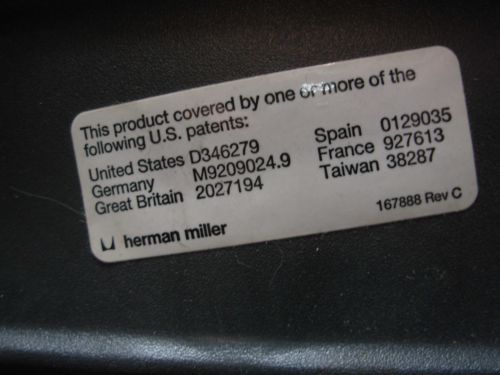 This product covered by one or more of the
following U.S. patents:
United States D346279 Spain 0129035
Germany M9209024.9 France 927613
Great Britain 2027194 Taiwan 38287
167888 Rev C
herman miller